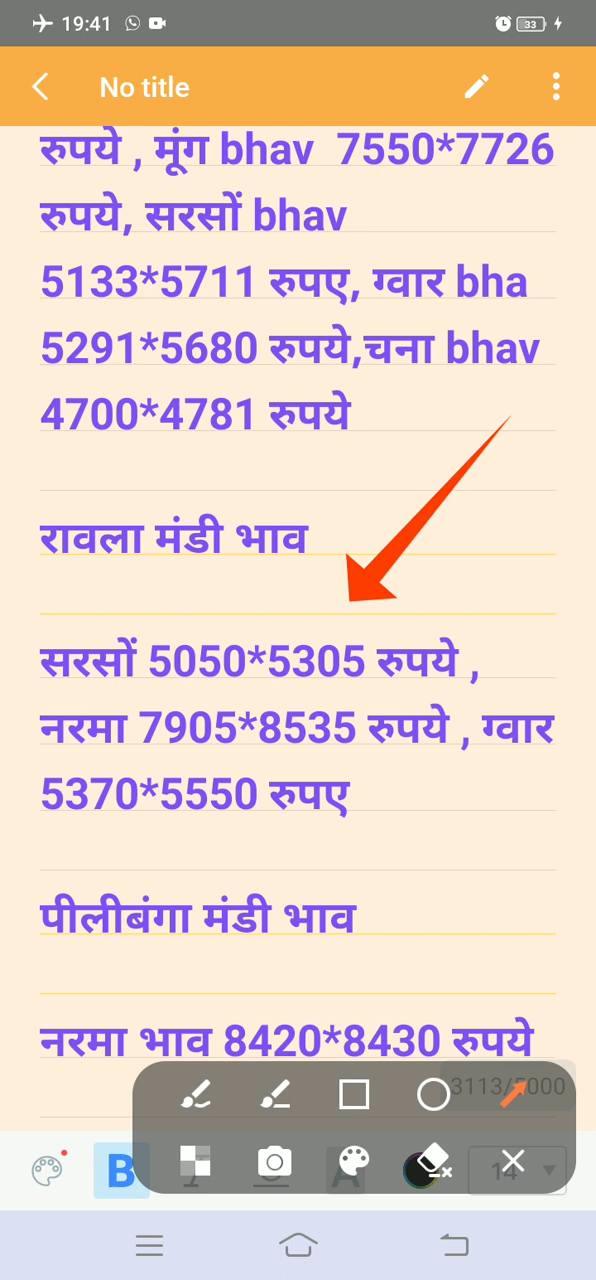 19:41
33
No title
रुपये , मूंग bhav 7550*7726
रुपये, सरसों bhav
5133*5711 रुपए, ग्वार bha
5291*5680 रुपये,चना bhav
4700*4781 रुपये
रावला मंडी भाव
सरसों 5050*5305 रुपये ,
नरमा 7905*8535 रुपये , ग्वार
5370*5550 रुपए
पीलीबंगा मंडी भाव
नरमा भाव 8420*8430 रुपये
3113/5000
B A 14